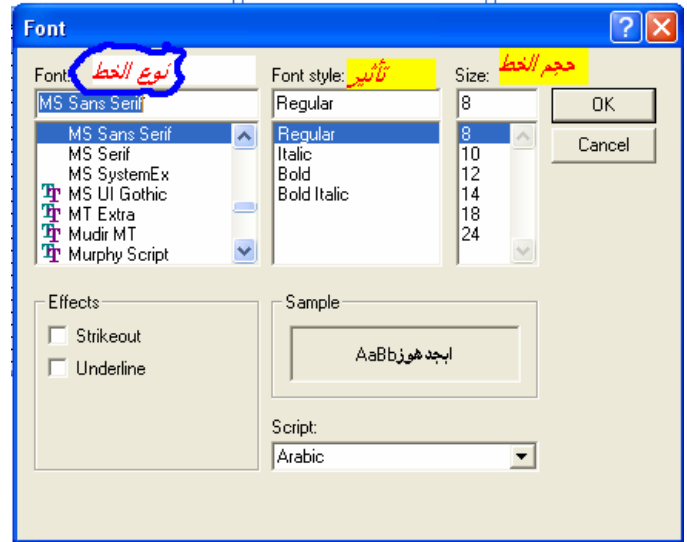 Font
Font: نوع الخط
Font style: تأثير
Size: حجم الخط
MS Sans Serif
Regular
8
OK
Cancel
MS Sans Serif
MS Serif
MS SystemEx
MS UI Gothic
MT Extra
Mudir MT
Murphy Script
Regular
Italic
Bold
Bold Italic
8
10
12
14
18
24
Effects
Strikeout
Underline
Sample
AaBbابجد هوز
Script:
Arabic